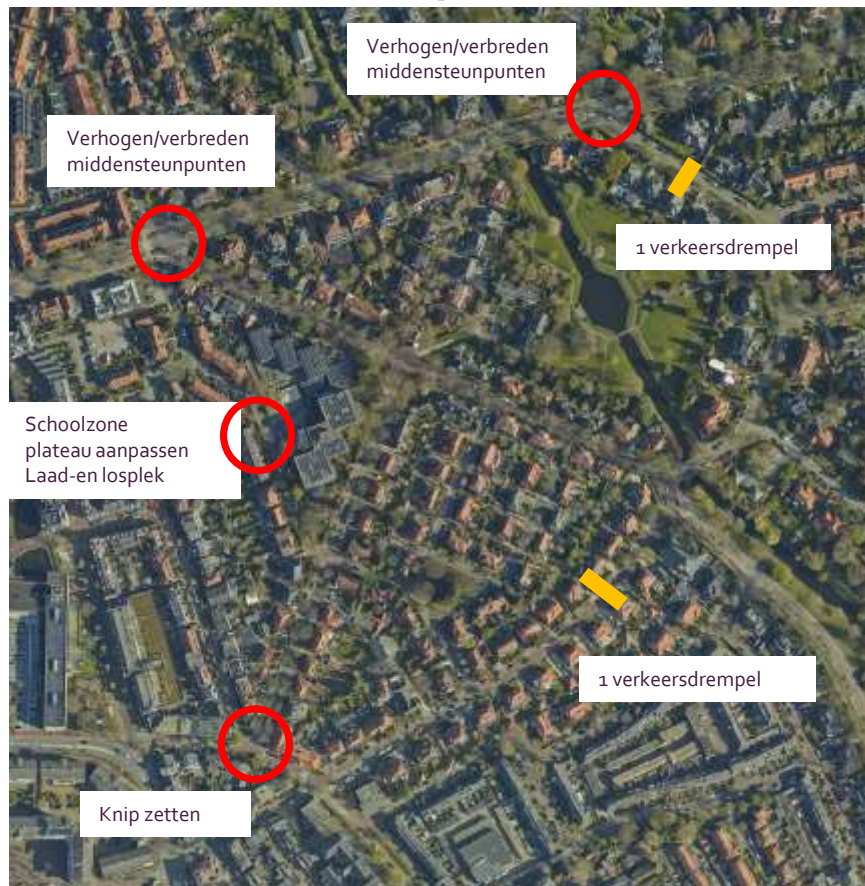 Verhogen/verbreden
middensteunpunten
Verhogen/verbreden
middensteunpunten
1 verkeersdrempel
Schoolzone
plateau aanpassen
Laad-en losplek
1 verkeersdrempel
Knip zetten